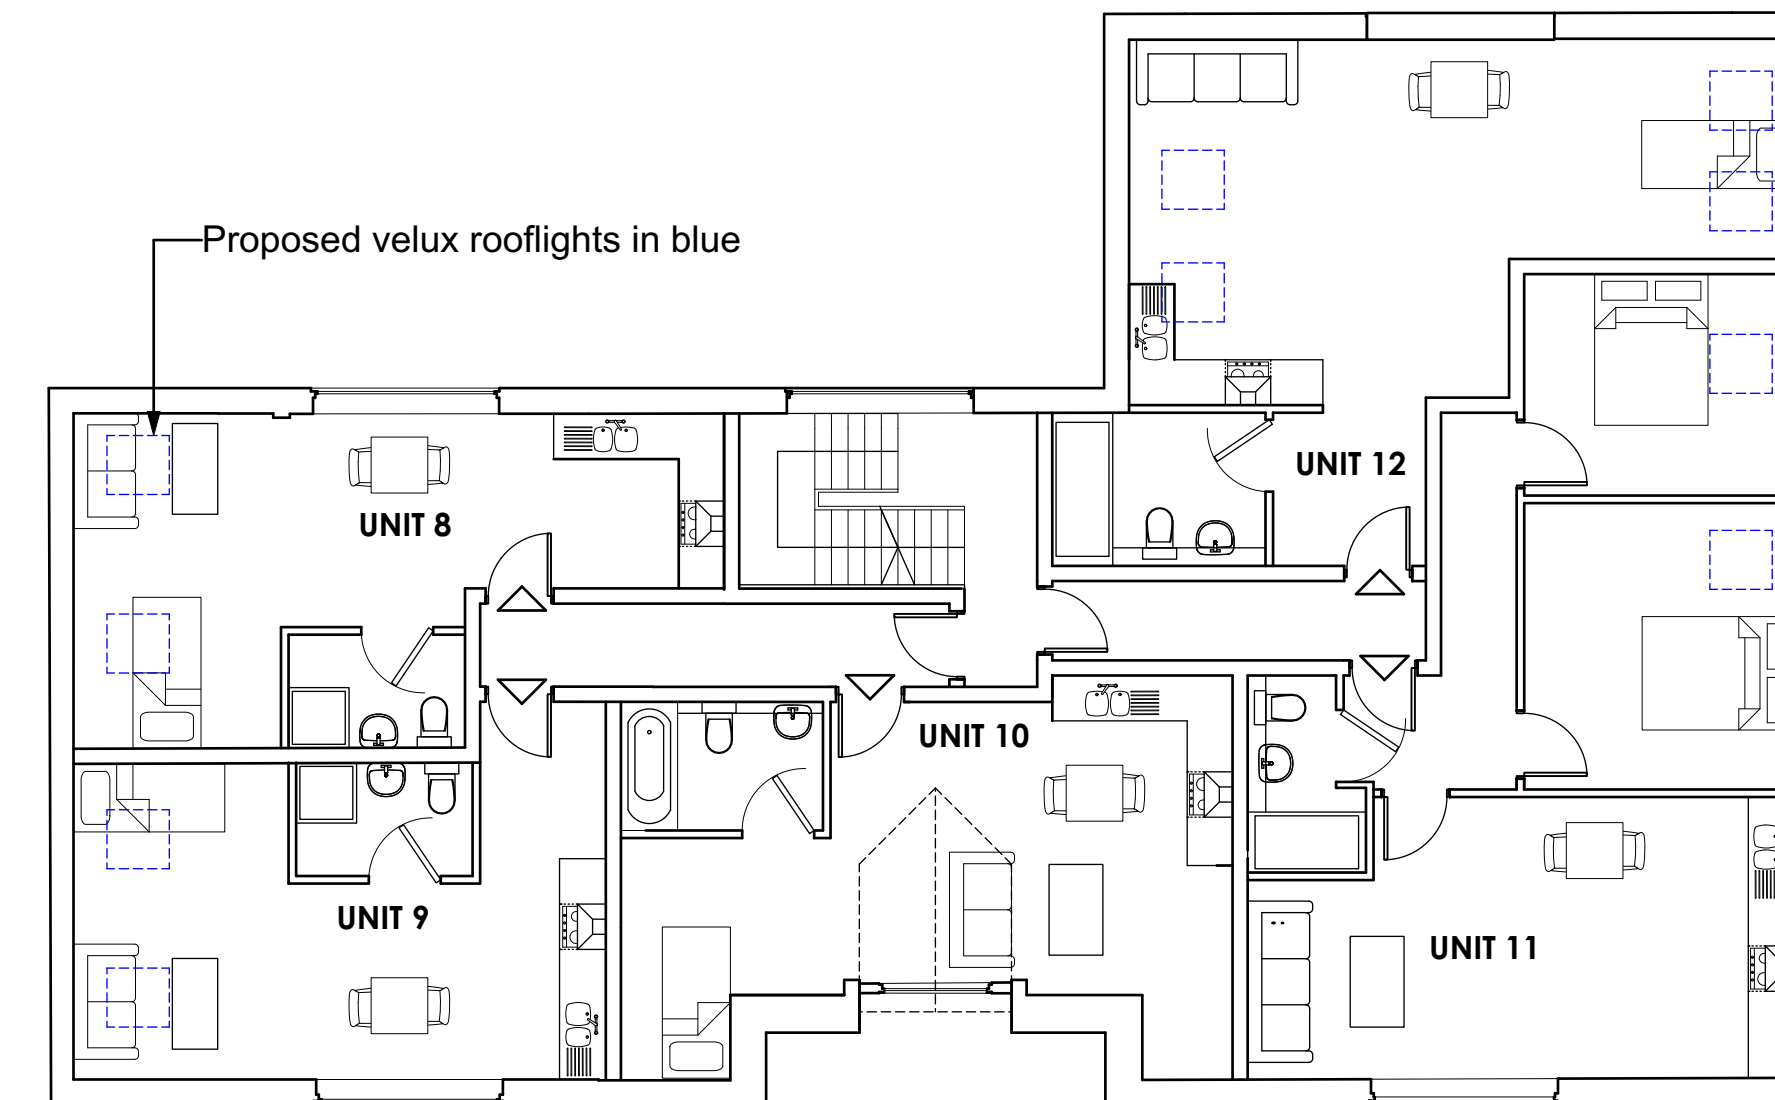 Proposed velux rooflights in blue
UNIT 12
UNIT 8
UNIT 10
UNIT 9
UNIT 11